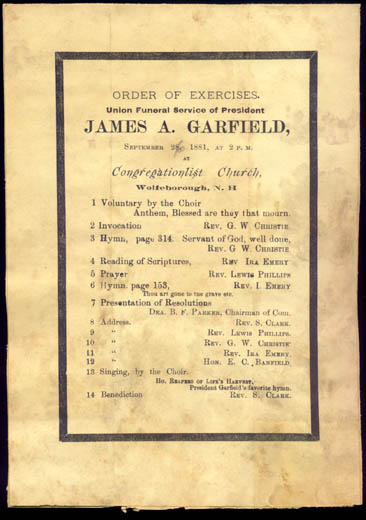 ORDER OF EXERCISES.
Union Funeral Service of President
JAMES A. GARFIELD,
SEPTEMBER 1881, AT 2 P. M.
AT
Congregationlist Church,
Wolfeborough, N. H
1 Voluntary by the Choir
Anthem, Blessed are they that mourn.
2 Invocation REV. G. W CHRISTIE.
3 Hymn, page 314. Servant of God, well done,
REV. G. W CHRISTIE
4 Reading of Scriptures, REV IRA EMERY
5 Prayer REV. LEWIS PHILLIPS
6 Hymn. page 153, REV. I. EMERY
Thou art gone to the grave etc.
7 Presentation of Resolutions
DEA. B. F. PARKER, Chairman of Com.
8 Address. REV. S. CLARK.
9 " REV. LEWIS PHILLIPS.
10 " REV. G. W. CHRISTIE
11 " REV. IRA EMERY.
12 " HON. E. C. BANFIELD.
13 Singing, by the Choir.
HO. REAPERS OF LIFE'S HARVEST,
President Garfield's favorite hymn.
14 Benediction REV. S. CLARK.